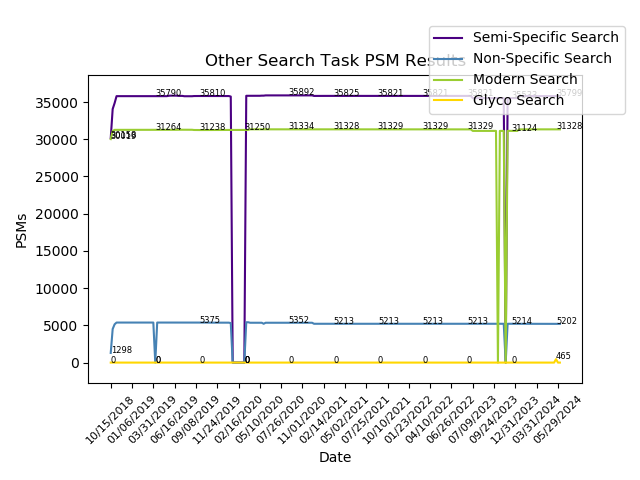 Other Search Task PSM Results
Semi-Specific Search
Non-Specific Search
Modern Search
Glyco Search
PSMs
35000
30000
25000
20000
15000
10000
5000
0
35790 35810 35892 35825 35821 35821 35821 35799
31264 31238 31250 31334 31328 31329 31329 31329 31124 31328
1298 5375 5352 5213 5213 5213 5213 5214 5202
0 0 0 0 0 0 0 0 0 0 465
10/15/2018
01/06/2019
03/31/2019
06/16/2019
09/08/2019
11/24/2019
02/16/2020
05/10/2020
07/26/2020
11/01/2020
02/14/2021
05/02/2021
07/25/2021
10/10/2021
01/23/2022
04/10/2022
06/26/2022
07/09/2023
09/24/2023
12/31/2023
03/31/2024
05/29/2024
Date